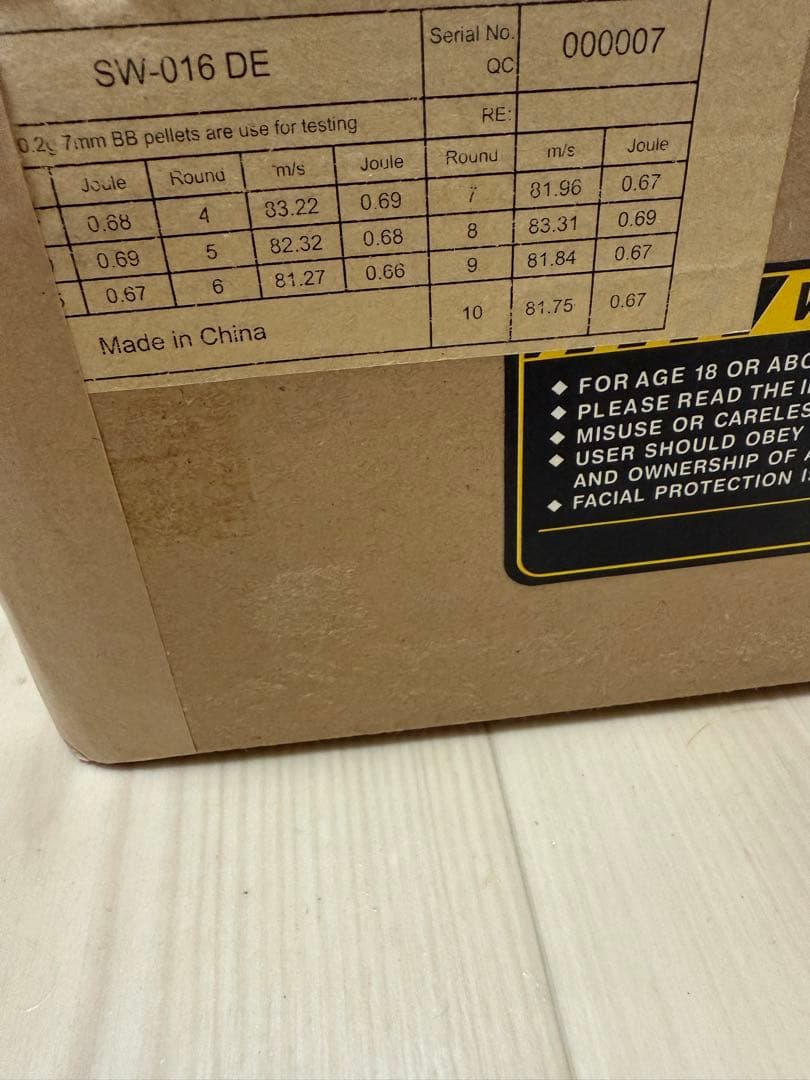 SW-016 DE
Serial No.
QC
000007
0.2g 7mm BB pellets are use for testing
RE:
Joule Round m/s Joule Round m/s Joule
0.68 4 83.22 0.69 7 81.96 0.67
0.69 5 82.32 0.68 8 83.31 0.69
0.67 6 81.27 0.66 9 81.84 0.67
Made in China
10 81.75 0.67
◆ FOR AGE 18 OR ABO
◆ PLEASE READ THE
◆ MISUSE OR CARELES
◆ USER SHOULD OBEY
AND OWNERSHIP OF
◆ FACIAL PROTECTION